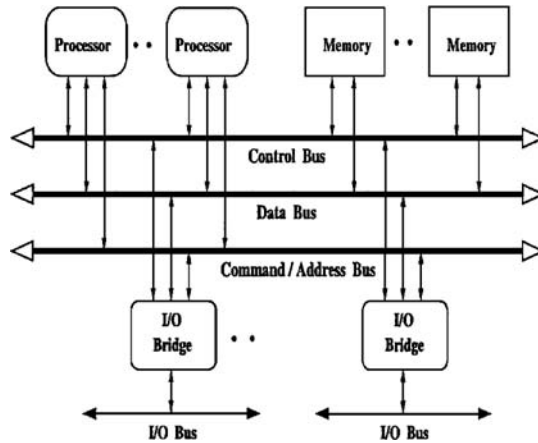 Processor
Processor
Memory
Memory
Control Bus
Data Bus
Command / Address Bus
I/O
Bridge
I/O
Bridge
I/O Bus
I/O Bus